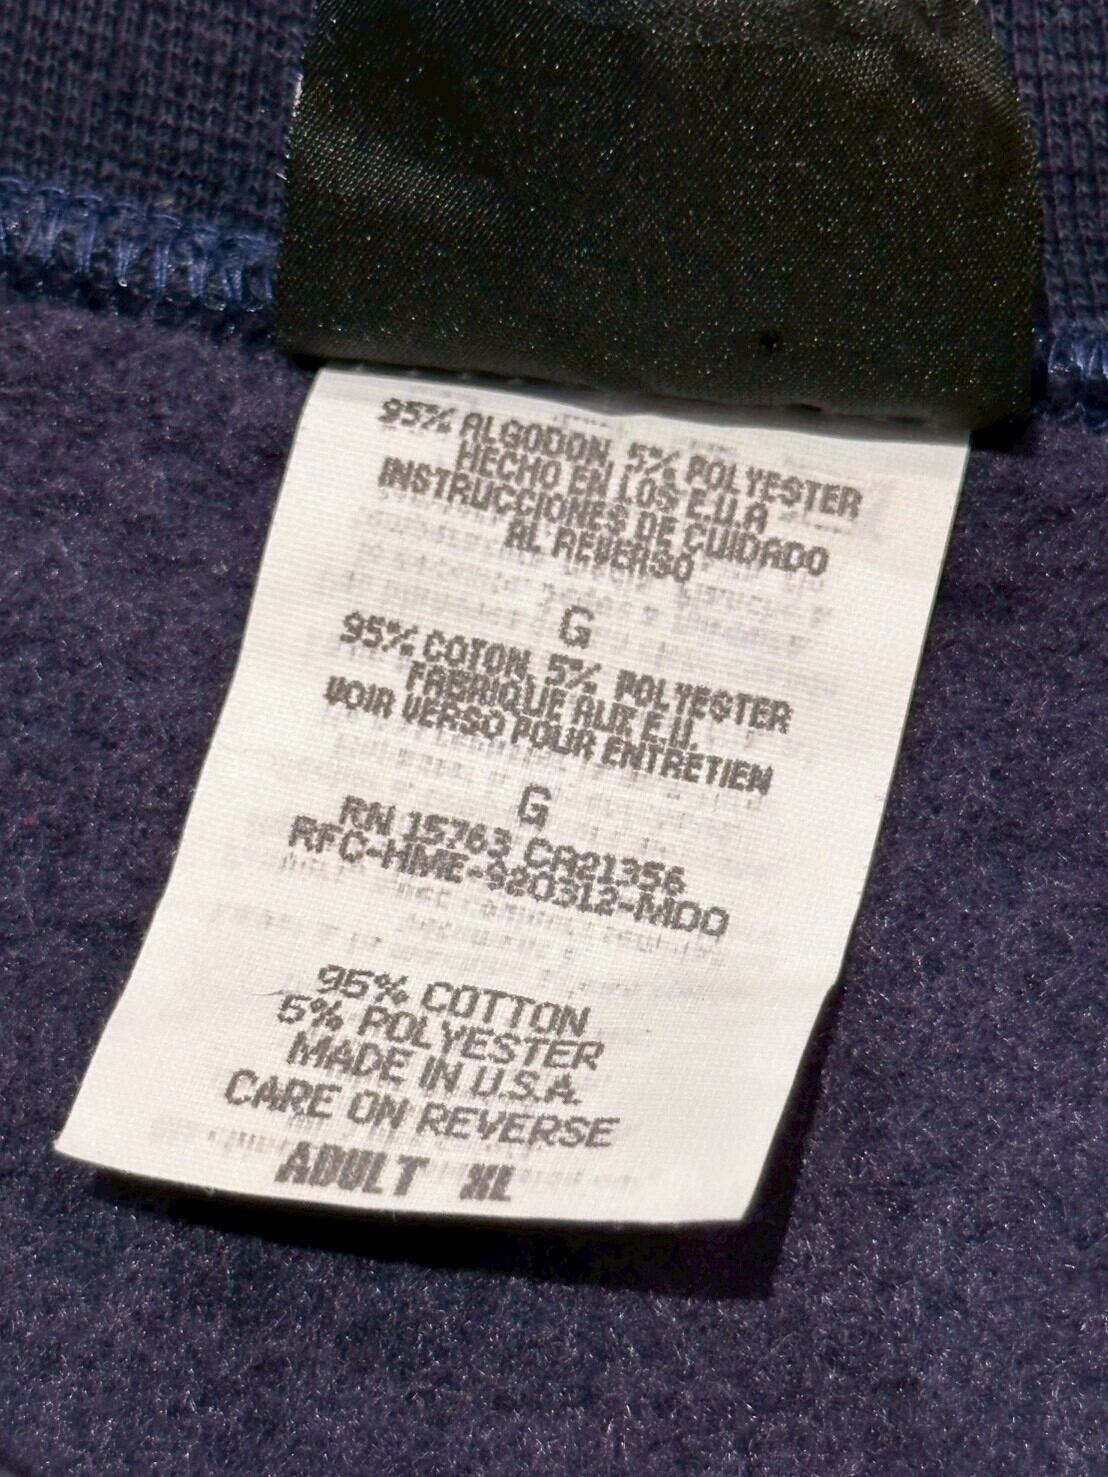 95% ALGODON, 5% POLYESTER
HECHO EN LOS E.U.A
INSTRUCCIONES DE CUIDADO
AL REVERSO
G
95% COTON, 5% POLYESTER
FABRIQUE AUX E.U.
VOIR VERSO POUR ENTRETIEN
G
RN 15763 CA21356
RFC-HME-920312-MDO
95% COTTON
5% POLYESTER
MADE IN U.S.A.
CARE ON REVERSE
ADULT XL